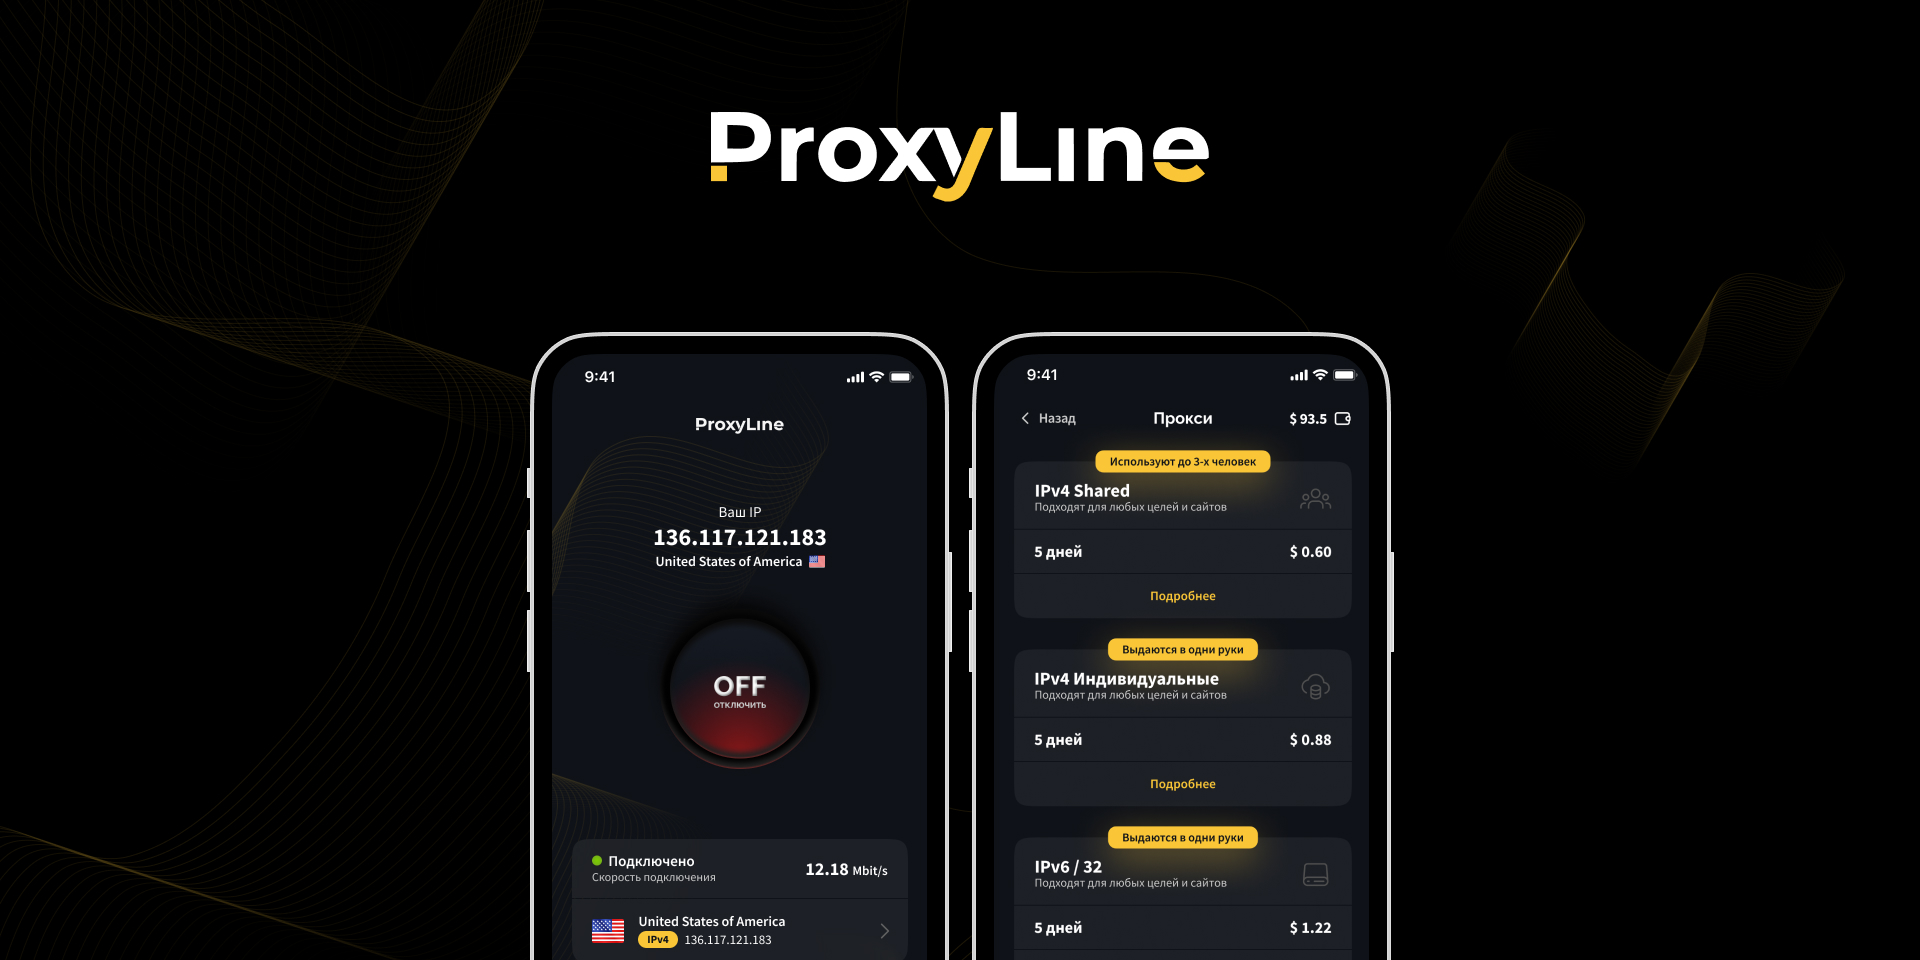 ProxyLine
9:41
ProxyLine
Ваш IP
136.117.121.183
United States of America
OFF
ОТКЛЮЧИТЬ
Подключено
Скорость подключения
12.18 Mbit/s
United States of America
IPv4 136.117.121.183
9:41
Назад
Прокси
$ 93.5
Используют до 3-х человек
IPv4 Shared
Подходят для любых целей и сайтов
5 дней
$ 0.60
Подробнее
Выдаются в одни руки
IPv4 Индивидуальные
Подходят для любых целей и сайтов
5 дней
$ 0.88
Подробнее
Выдаются в одни руки
IPv6 / 32
Подходят для любых целей и сайтов
5 дней
$ 1.22